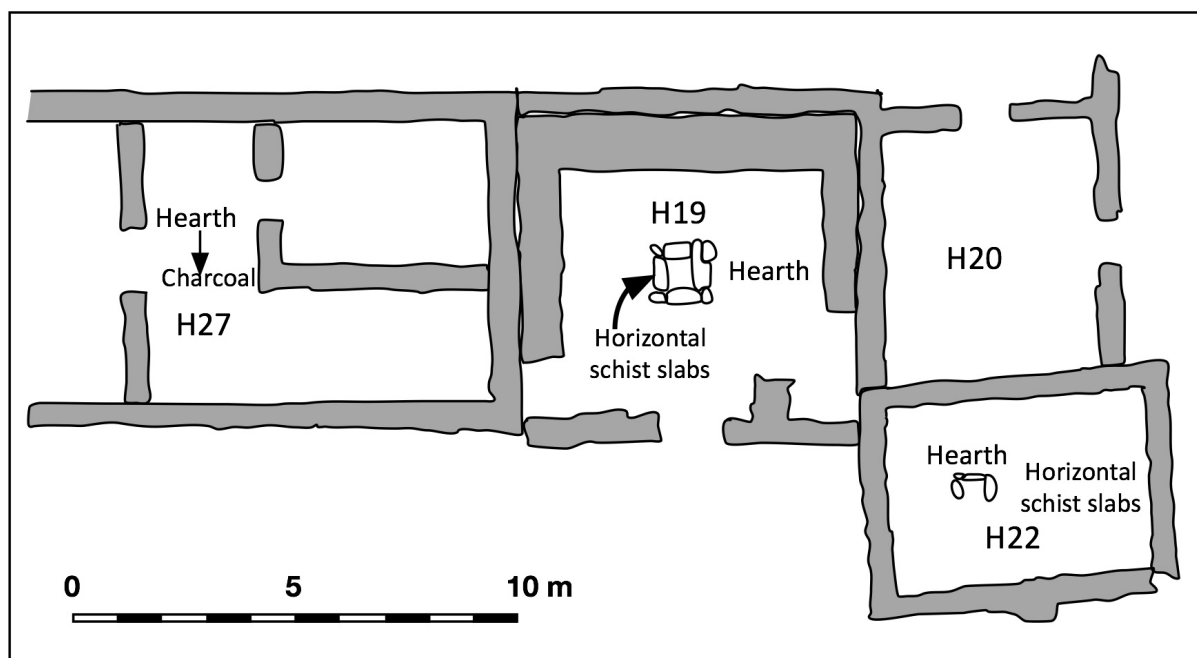 Hearth
Charcoal
H27
H19
Hearth
Horizontal
schist slabs
H20
Hearth
Horizontal
schist slabs
H22
0 5 10 m